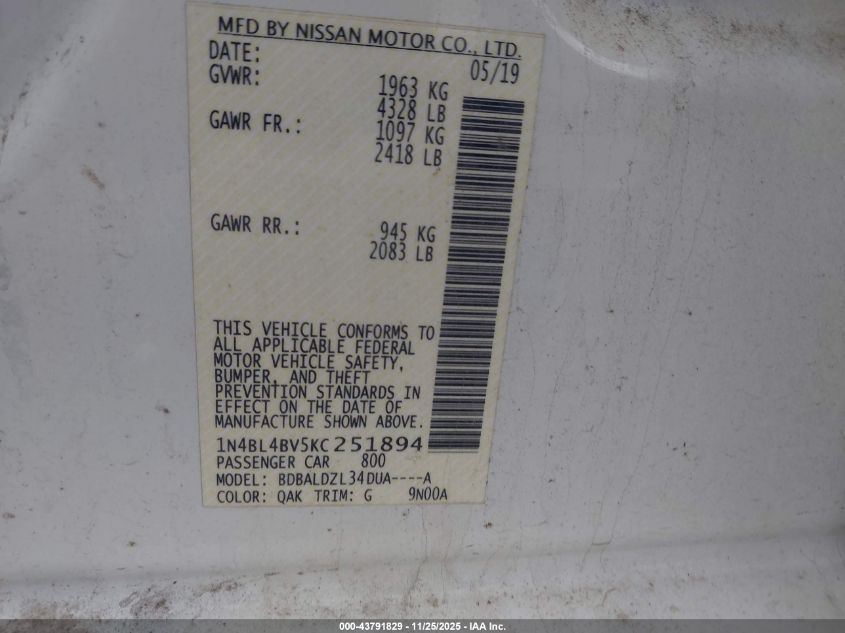 MFD BY NISSAN MOTOR CO., LTD.
DATE: 05/19
GVWR: 1963 KG
4328 LB
GAWR FR.: 1097 KG
2418 LB
GAWR RR.: 945 KG
2083 LB
THIS VEHICLE CONFORMS TO
ALL APPLICABLE FEDERAL
MOTOR VEHICLE SAFETY,
BUMPER, AND THEFT
PREVENTION STANDARDS IN
EFFECT ON THE DATE OF
MANUFACTURE SHOWN ABOVE.
1N4BL4BV5KC251894
PASSENGER CAR 800
MODEL: BDBALDZL34DUA----A
COLOR: QAK TRIM: G 9N00A
000-43791829 - 11/25/2025 - IAA Inc.